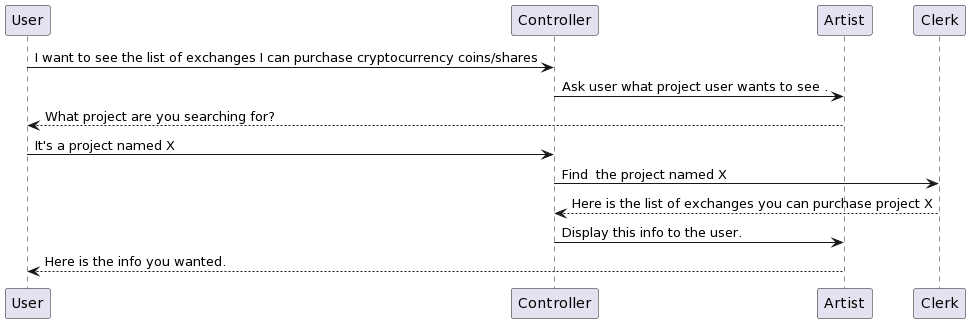 User Controller Artist Clerk
I want to see the list of exchanges I can purchase cryptocurrency coins/shares
Ask user what project user wants to see .
What project are you searching for?
It's a project named X
Find  the project named X
Here is the list of exchanges you can purchase project X
Display this info to the user.
Here is the info you wanted.
User Controller Artist Clerk